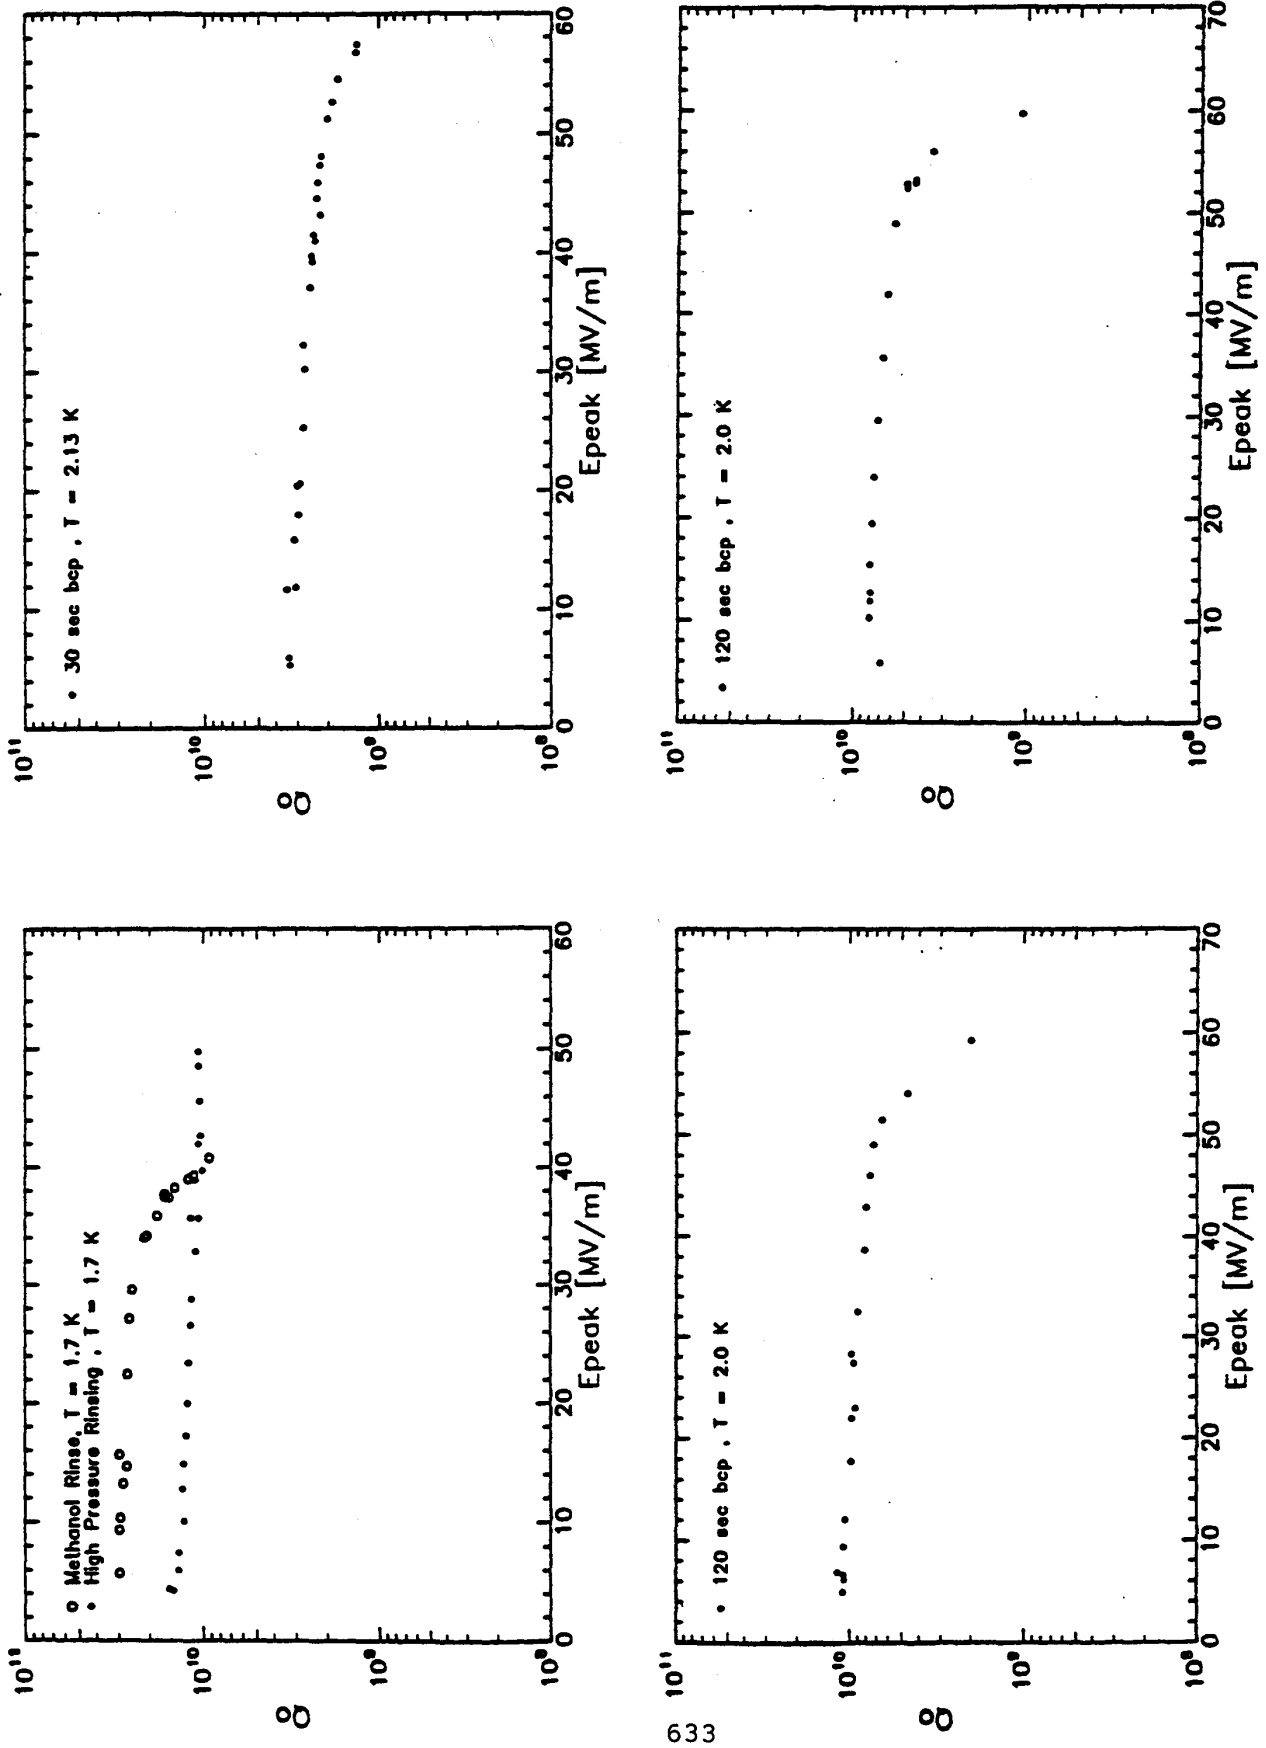 ○ Methanol Rinse, T = 1.7 K
• High Pressure Rinsing , T = 1.7 K
10¹¹
10¹⁰
10⁹
10⁸
Q₀
0 10 20 30 40 50 60
Epeak [MV/m]
• 30 sec bcp , T = 2.13 K
10¹¹
10¹⁰
10⁹
10⁸
Q₀
0 10 20 30 40 50 60
Epeak [MV/m]
• 120 sec bcp , T = 2.0 K
10¹¹
10¹⁰
10⁹
10⁸
Q₀
0 10 20 30 40 50 60 70
Epeak [MV/m]
• 120 sec bcp , T = 2.0 K
10¹¹
10¹⁰
10⁹
10⁸
Q₀
0 10 20 30 40 50 60 70
Epeak [MV/m]
633